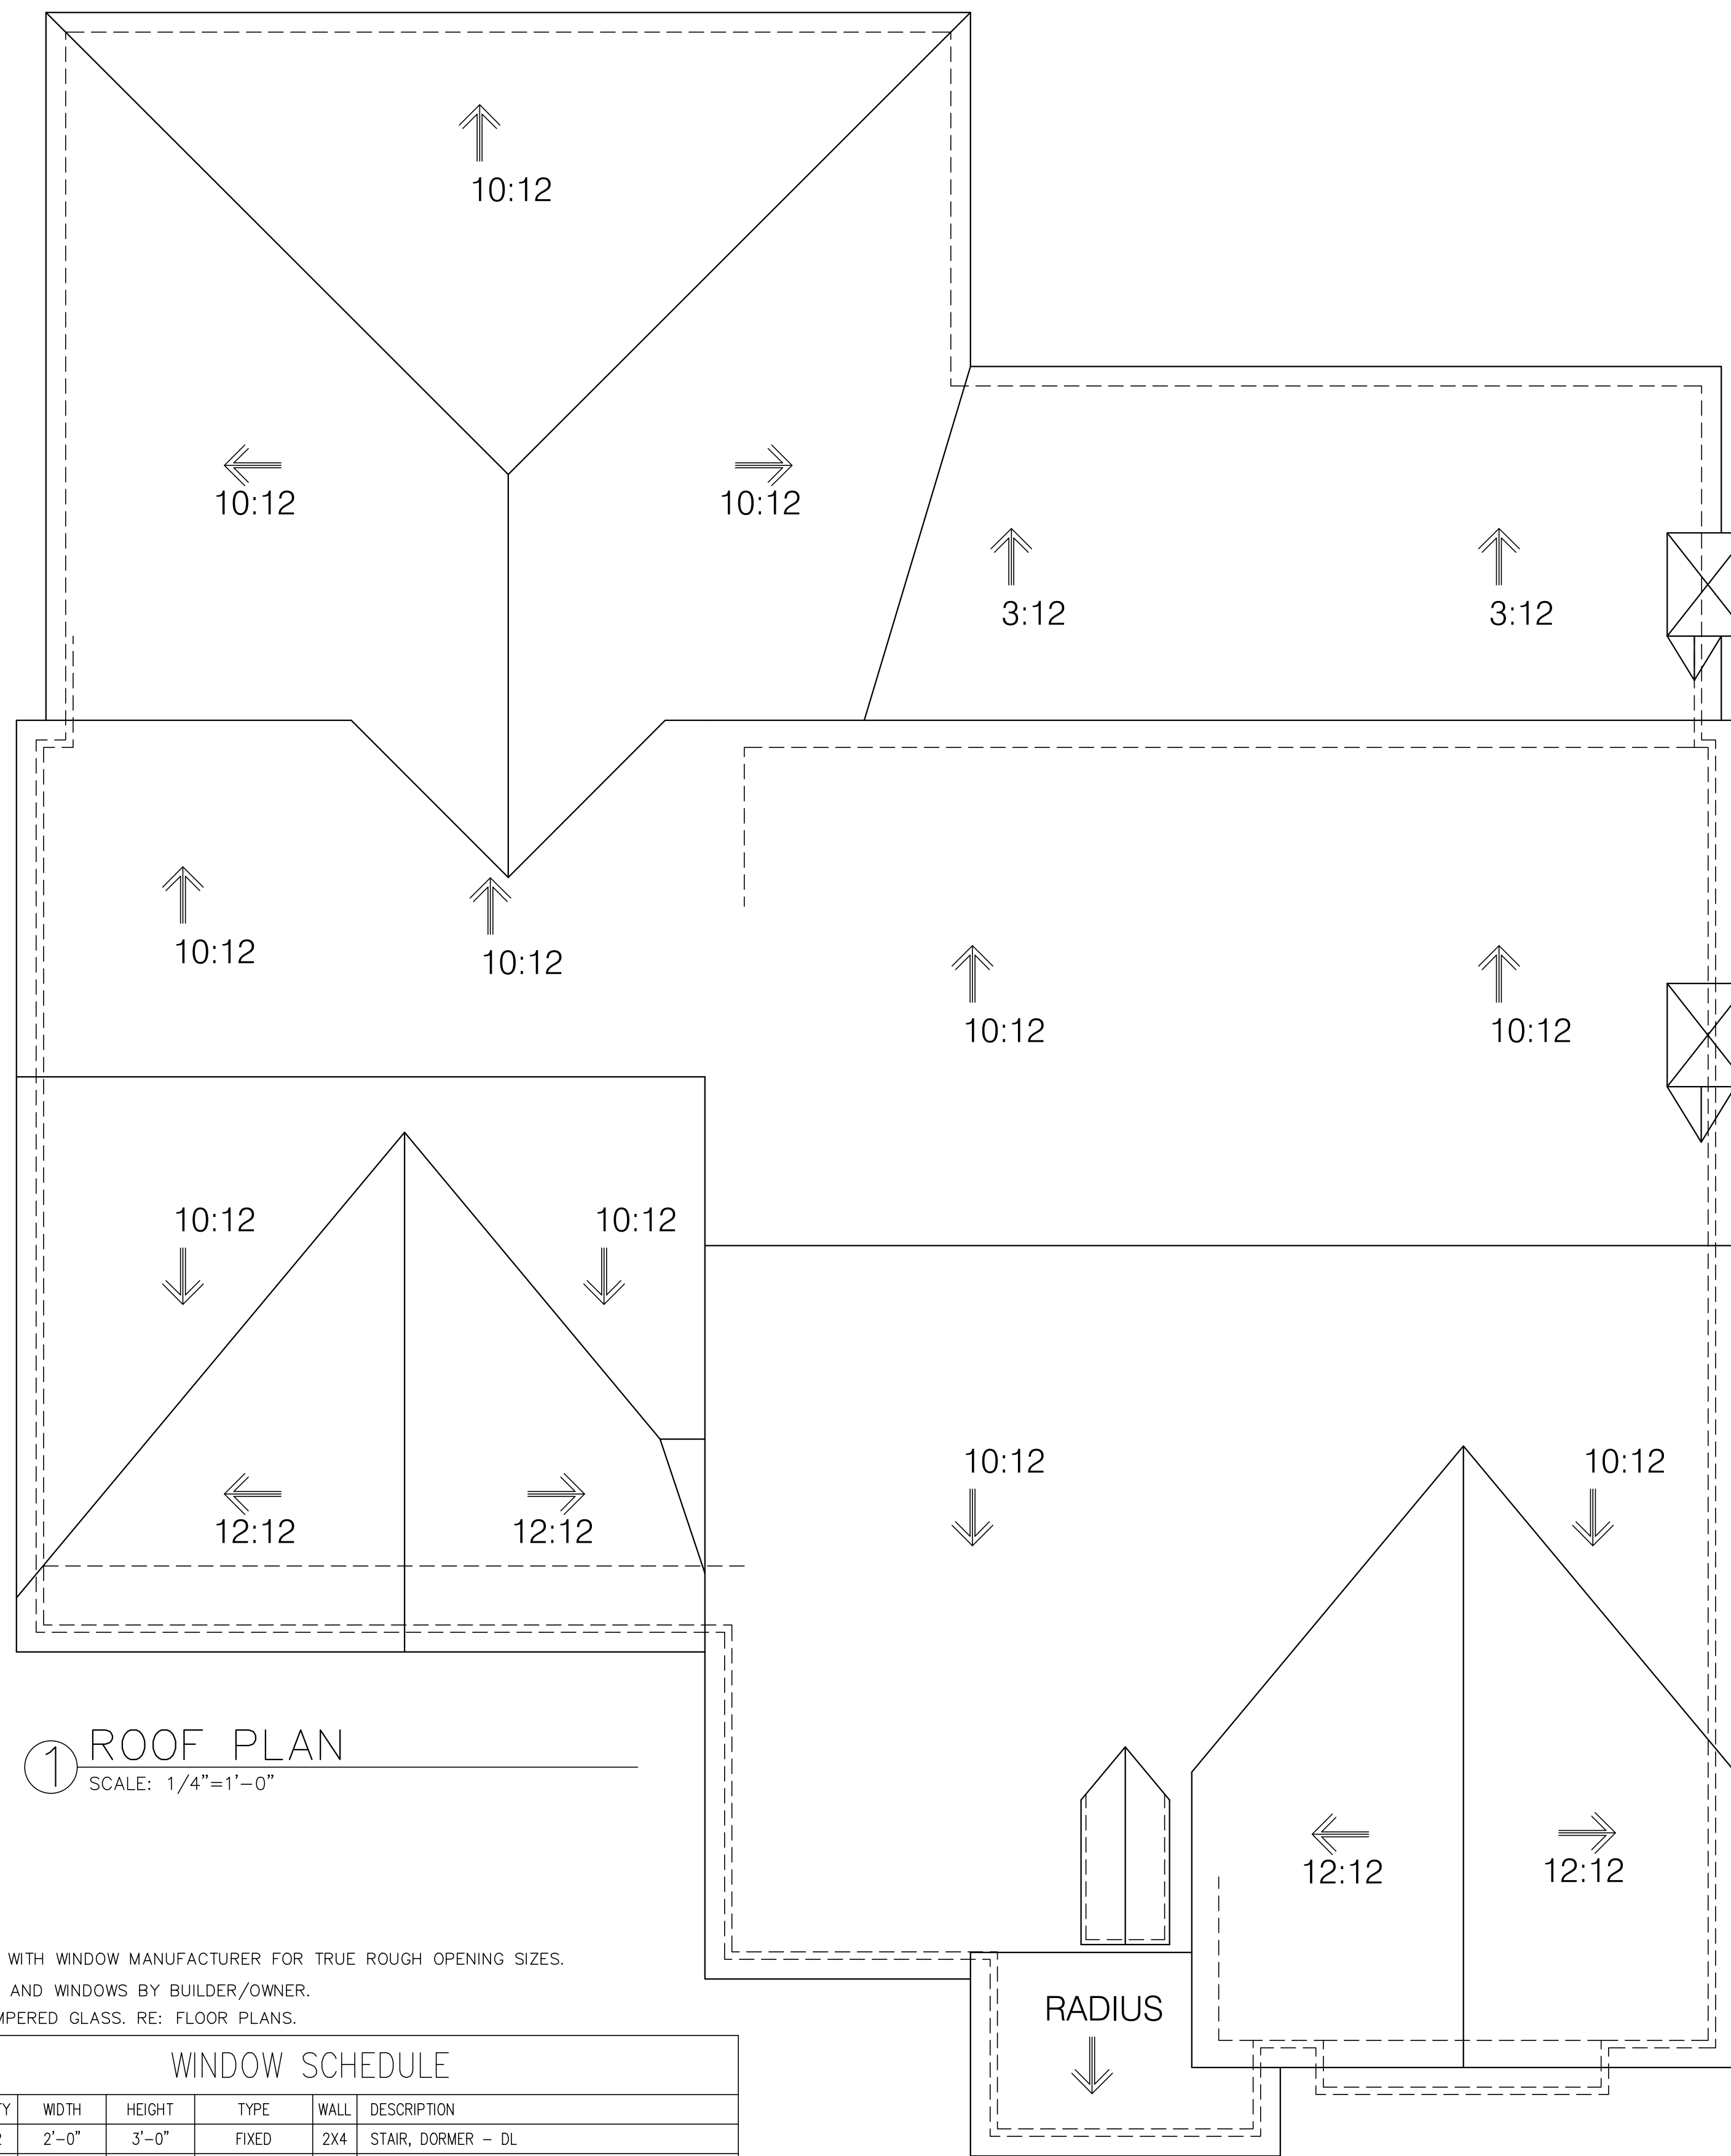 10:12
10:12 10:12
3:12 3:12
10:12 10:12
10:12 10:12
10:12 10:12
10:12 10:12
12:12 12:12
12:12 12:12
1 ROOF PLAN
SCALE: 1/4"=1'-0"
WITH WINDOW MANUFACTURER FOR TRUE ROUGH OPENING SIZES.
AND WINDOWS BY BUILDER/OWNER.
MPERED GLASS. RE: FLOOR PLANS.
RADIUS
WINDOW SCHEDULE
Y WIDTH HEIGHT TYPE WALL DESCRIPTION
2 2'-0" 3'-0" FIXED 2X4 STAIR, DORMER - DL